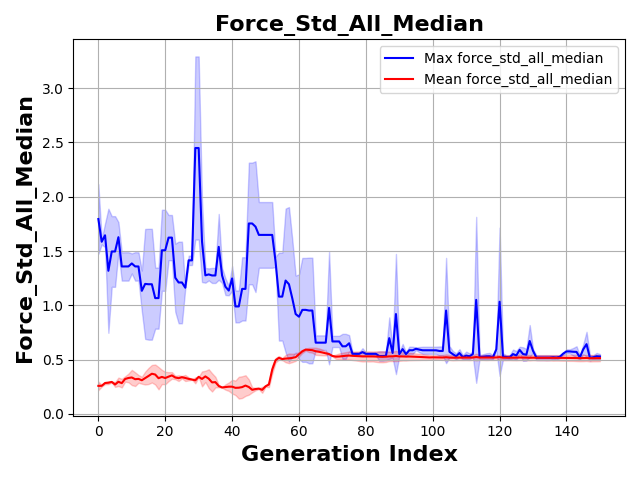 Force_Std_All_Median
Max force_std_all_median
Mean force_std_all_median
Force_Std_All_Median
3.0
2.5
2.0
1.5
1.0
0.5
0.0
0 20 40 60 80 100 120 140
Generation Index